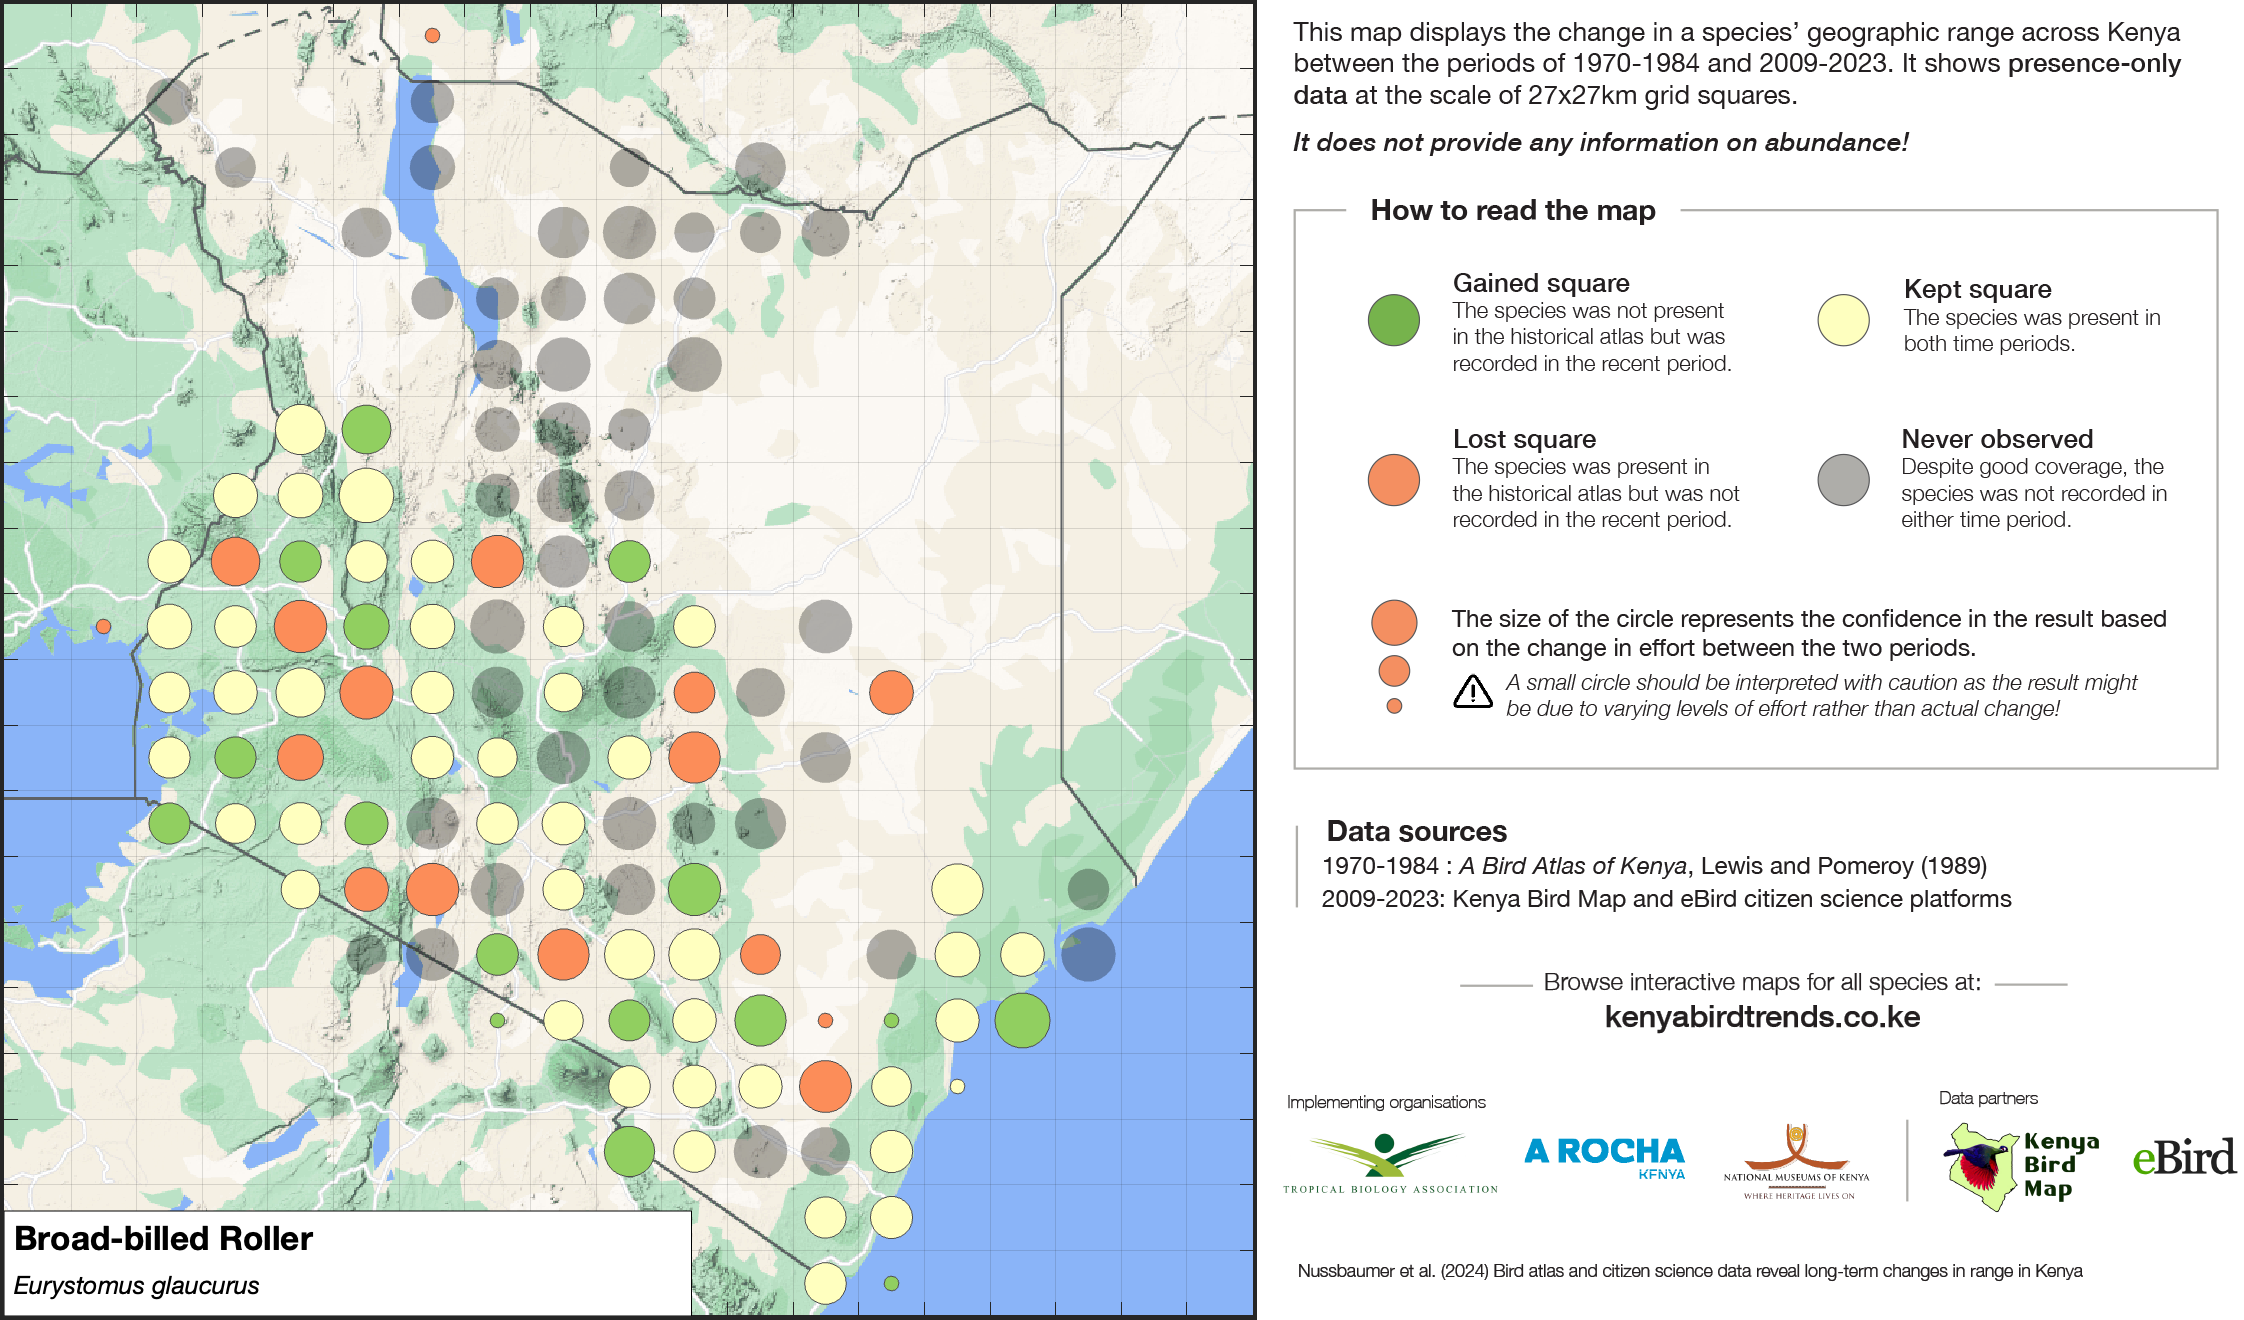 This map displays the change in a species’ geographic range across Kenya
between the periods of 1970-1984 and 2009-2023. It shows presence-only
data at the scale of 27x27km grid squares.
It does not provide any information on abundance!
How to read the map
Gained square
The species was not present
in the historical atlas but was
recorded in the recent period.
Kept square
The species was present in
both time periods.
Lost square
The species was present in
the historical atlas but was not
recorded in the recent period.
Never observed
Despite good coverage, the
species was not recorded in
either time period.
The size of the circle represents the confidence in the result based
on the change in effort between the two periods.
A small circle should be interpreted with caution as the result might
be due to varying levels of effort rather than actual change!
Data sources
1970-1984 : A Bird Atlas of Kenya, Lewis and Pomeroy (1989)
2009-2023: Kenya Bird Map and eBird citizen science platforms
Browse interactive maps for all species at:
kenyabirdtrends.co.ke
Implementing organisations
Data partners
TROPICAL BIOLOGY ASSOCIATION
A ROCHA
KENYA
NATIONAL MUSEUMS OF KENYA
WHERE HERITAGE LIVES ON
Kenya
Bird
Map
eBird
Nussbaumer et al. (2024) Bird atlas and citizen science data reveal long-term changes in range in Kenya
Broad-billed Roller
Eurystomus glaucurus